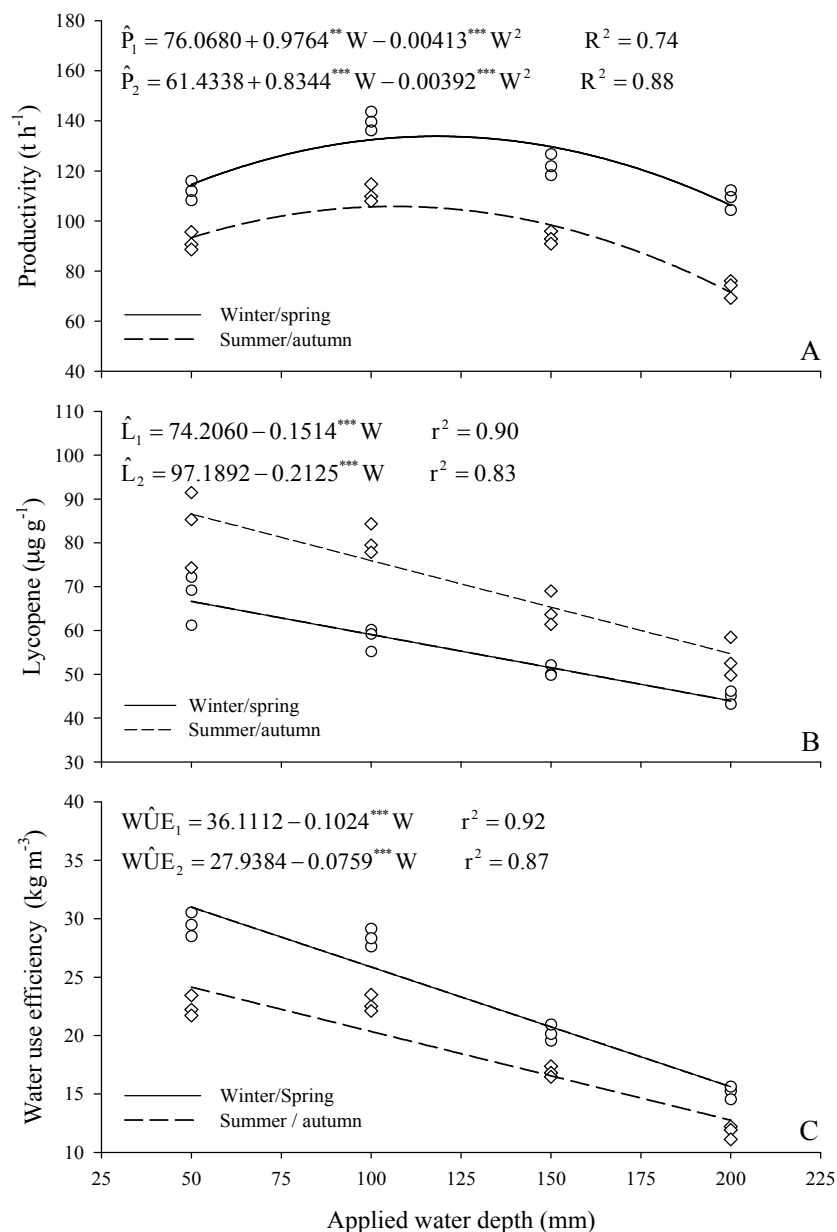 180
P̂₁ = 76.0680 + 0.9764** W − 0.00413*** W² R² = 0.74
160
P̂₂ = 61.4338 + 0.8344*** W − 0.00392*** W² R² = 0.88
140
120
100
80
60
40
Productivity (t h⁻¹)
Winter/spring
Summer/autumn
A
110
L̂₁ = 74.2060 − 0.1514*** W r² = 0.90
100
L̂₂ = 97.1892 − 0.2125*** W r² = 0.83
90
80
70
60
50
40
30
Lycopene (µg g⁻¹)
Winter/spring
Summer/autumn
B
40
WÛE₁ = 36.1112 − 0.1024*** W r² = 0.92
35
WÛE₂ = 27.9384 − 0.0759*** W r² = 0.87
30
25
20
15
10
Water use efficiency (kg m⁻³)
Winter/Spring
Summer / autumn
C
25 50 75 100 125 150 175 200 225
Applied water depth (mm)